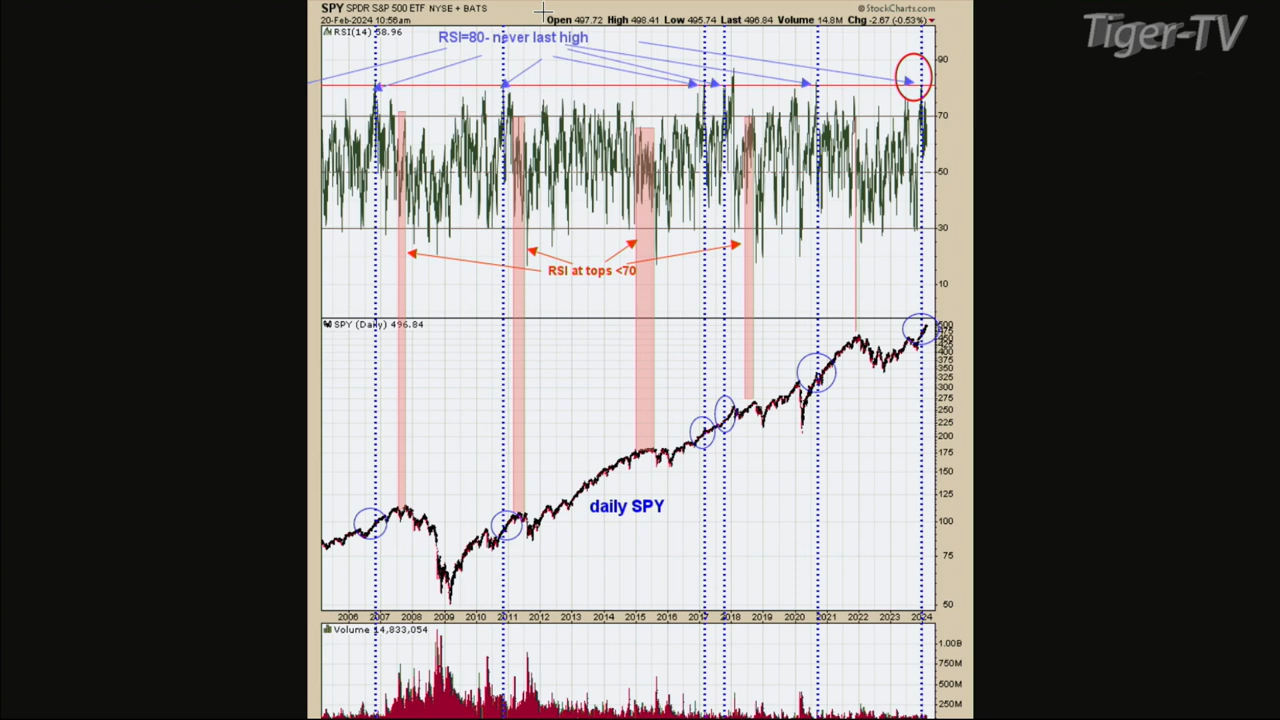 SPY SPDR S&P 500 ETF NYSE + BATS
© StockCharts.com
20-Feb-2024 10:56am
Open 497.72 High 498.41 Low 495.74 Last 496.84 Volume 14.8M Chg -2.67 (-0.53%)
Tiger-TV
RSI(14) 58.96
RSI=80- never last high
90
70
50
30
10
RSI at tops <70
SPY (Daily) 496.84
500
450
400
375
350
325
300
275
250
225
200
175
150
125
100
75
50
daily SPY
2006 2007 2008 2009 2010 2011 2012 2013 2014 2015 2016 2017 2018 2019 2020 2021 2022 2023 2024
Volume 14,833,054
1.00B
750M
500M
250M